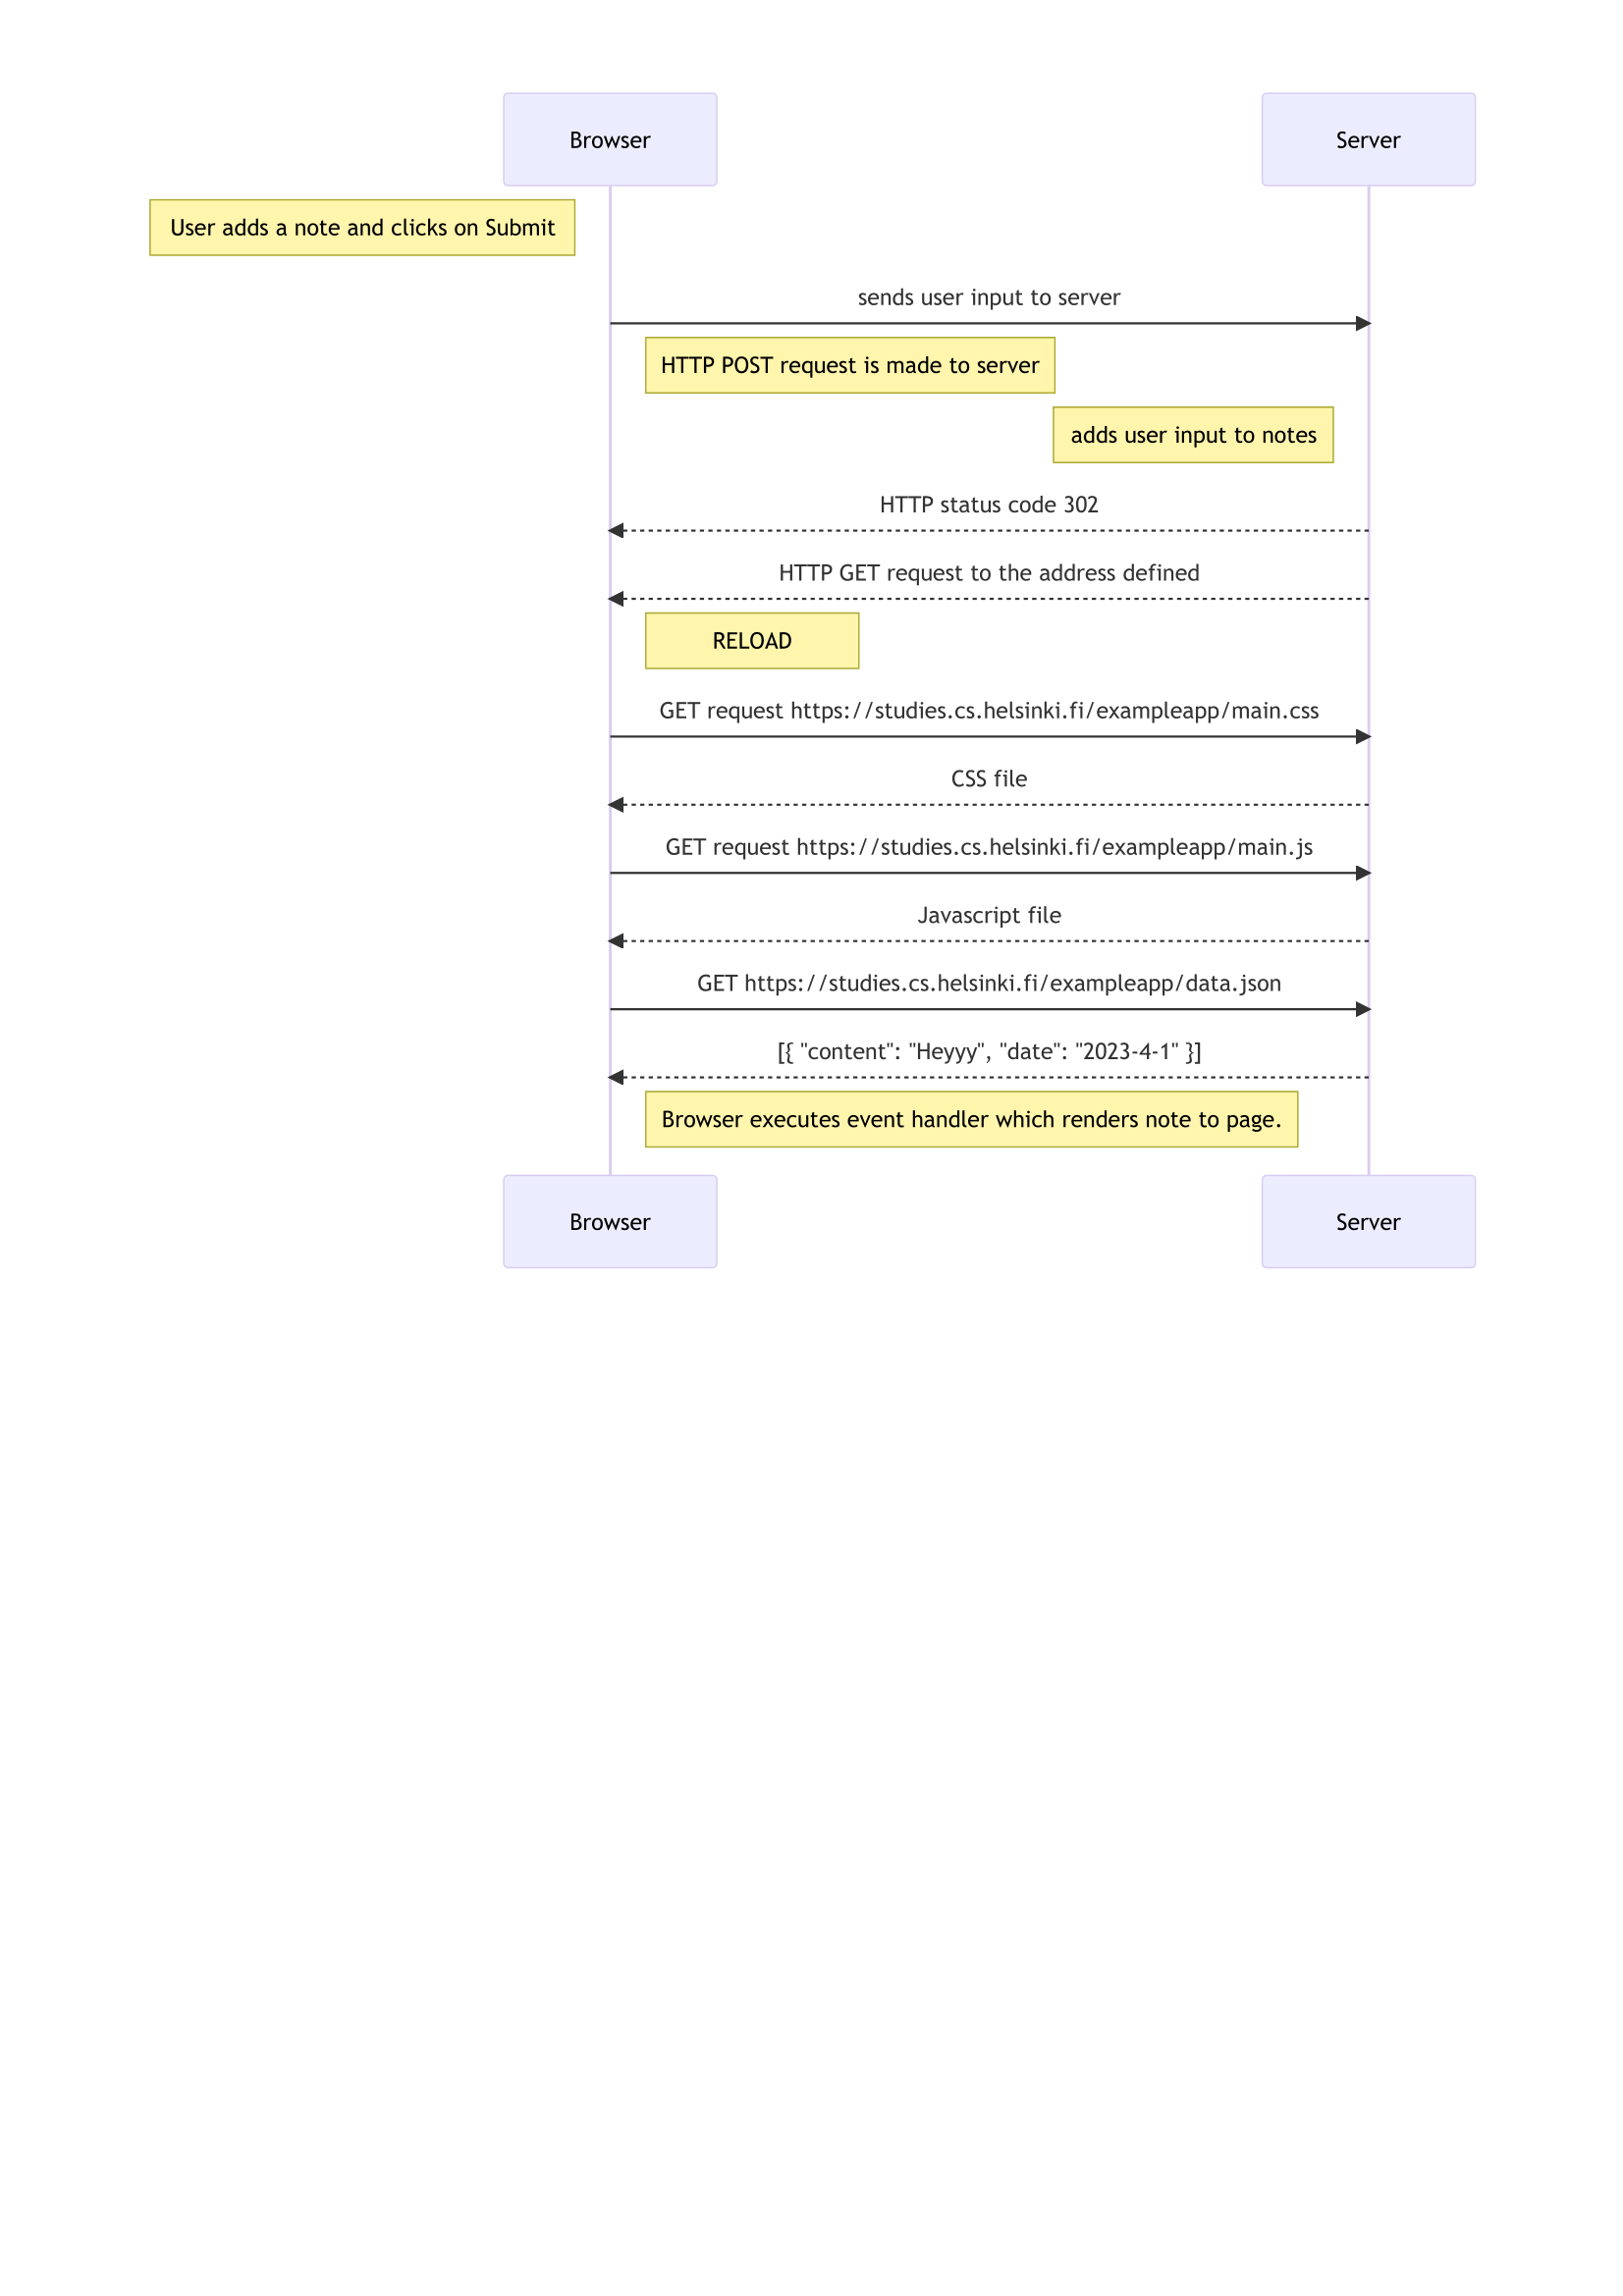 Browser
Server
User adds a note and clicks on Submit
sends user input to server
HTTP POST request is made to server
adds user input to notes
HTTP status code 302
HTTP GET request to the address defined
RELOAD
GET request https://studies.cs.helsinki.fi/exampleapp/main.css
CSS file
GET request https://studies.cs.helsinki.fi/exampleapp/main.js
Javascript file
GET https://studies.cs.helsinki.fi/exampleapp/data.json
[{ "content": "Heyyy", "date": "2023-4-1" }]
Browser executes event handler which renders note to page.
Browser
Server